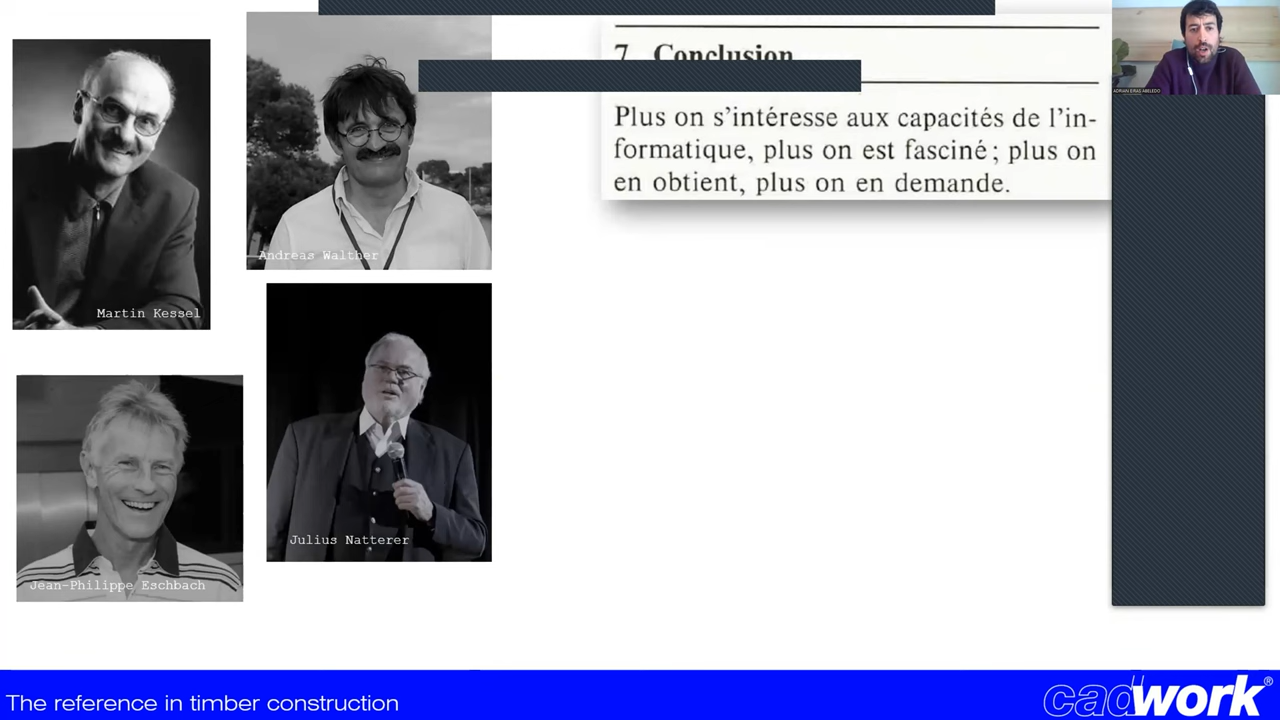 Martin Kessel
Andreas Walther
Jean-Philippe Eschbach
Julius Natterer
7 Conclusion
Plus on s'intéresse aux capacités de l'in-
formatique, plus on est fasciné ; plus on
en obtient, plus on en demande.
The reference in timber construction
cadwork®